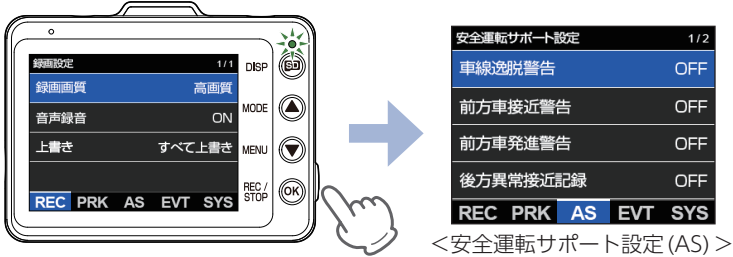 録画設定 1/1
録画画質 高画質
音声録音 ON
上書き すべて上書き
REC PRK AS EVT SYS
DISP SD
MODE
MENU
REC /
STOP OK
安全運転サポート設定 1/2
車線逸脱警告 OFF
前方車接近警告 OFF
前方車発進警告 OFF
後方異常接近記録 OFF
REC PRK AS EVT SYS
＜安全運転サポート設定(AS)＞